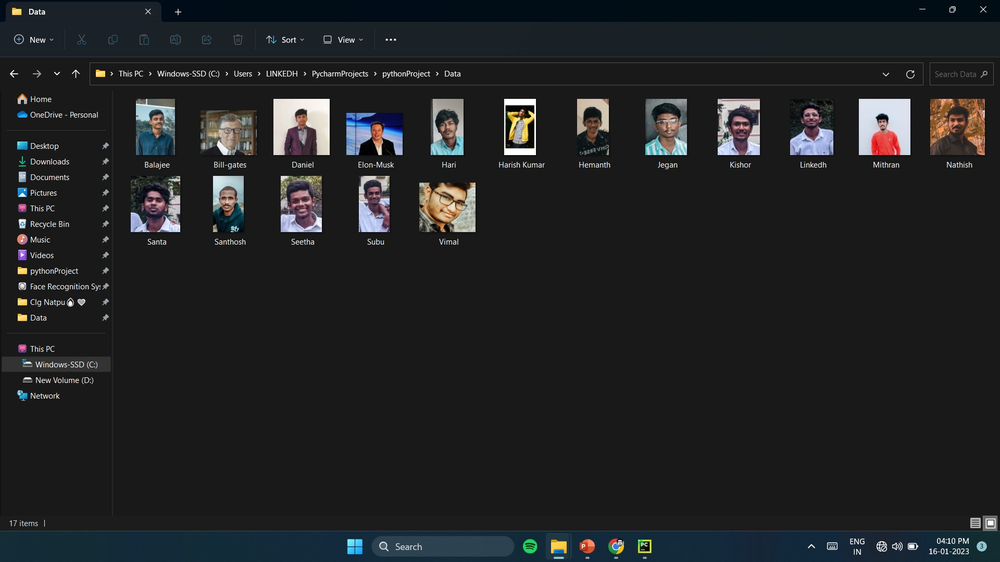 Data
New
Sort
View
This PC > Windows-SSD (C:) > Users > LINKEDH > PycharmProjects > pythonProject > Data
Search Data
Home
OneDrive - Personal
Desktop
Downloads
Documents
Pictures
This PC
Recycle Bin
Music
Videos
pythonProject
Face Recognition Sys
Clg Natpu
Data
This PC
Windows-SSD (C:)
New Volume (D:)
Network
Balajee
Bill-gates
Daniel
Elon-Musk
Hari
Harish Kumar
Hemanth
Jegan
Kishor
Linkedh
Mithran
Nathish
Santa
Santhosh
Seetha
Subu
Vimal
17 items
Search
P
PC
ENG
IN
04:10 PM
16-01-2023
3